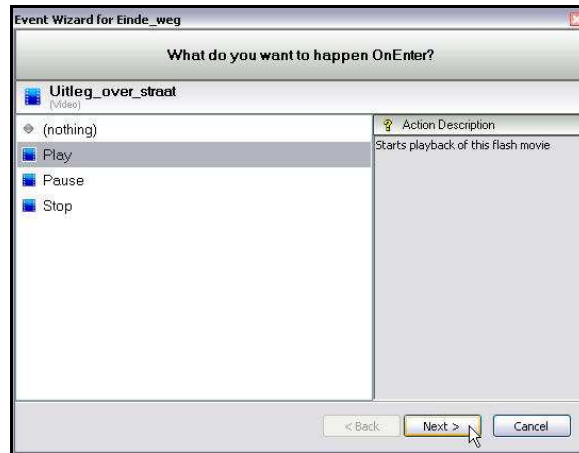 Event Wizard for Einde_weg
What do you want to happen OnEnter?
Uitleg_over_straat
(Video)
(nothing)
Play
Pause
Stop
Action Description
Starts playback of this flash movie
< Back
Next >
Cancel